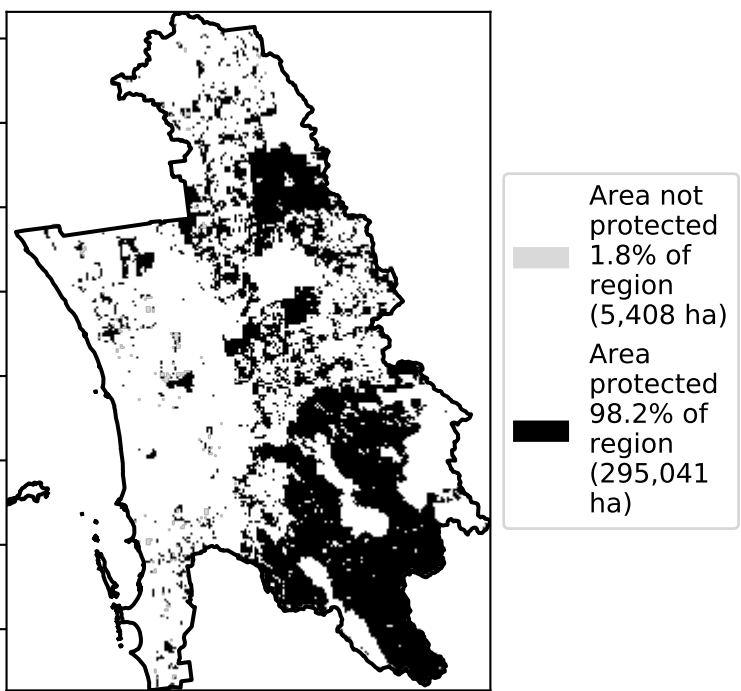 Area not
protected
1.8% of
region
(5,408 ha)
Area
protected
98.2% of
region
(295,041
ha)